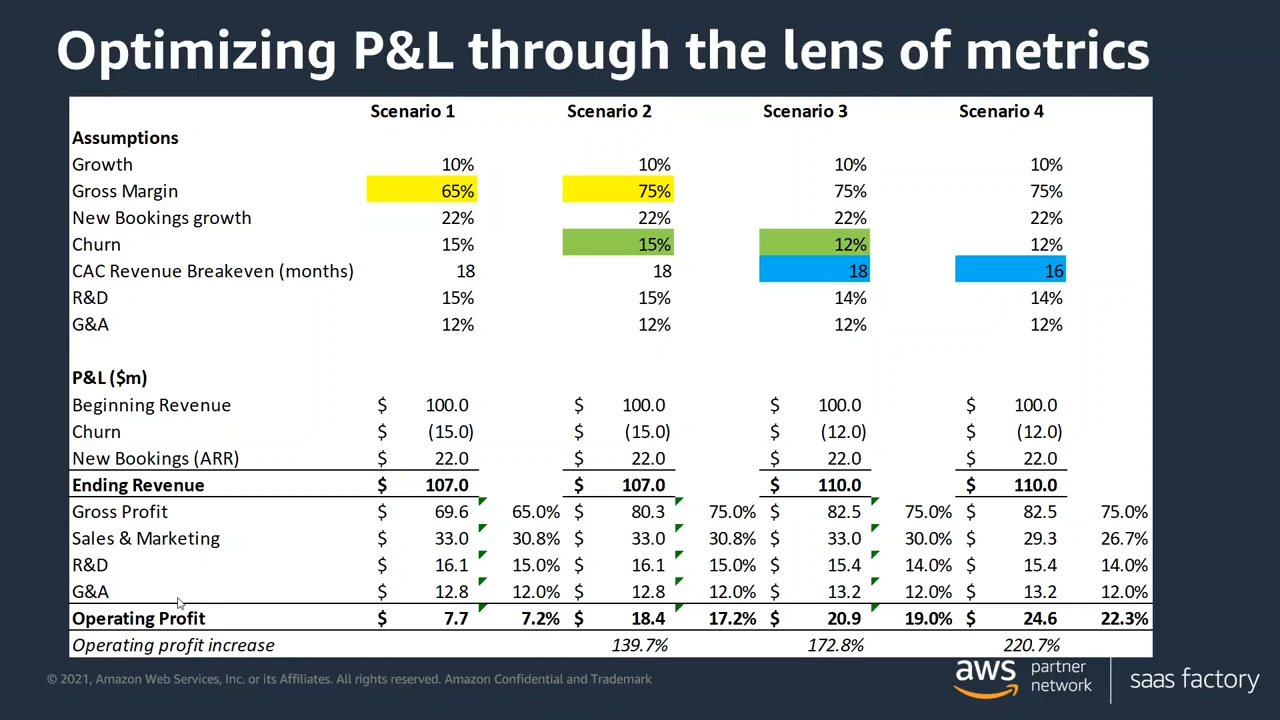 Optimizing P&L through the lens of metrics
Scenario 1 Scenario 2 Scenario 3 Scenario 4
Assumptions
Growth 10% 10% 10% 10%
Gross Margin 65% 75% 75% 75%
New Bookings growth 22% 22% 22% 22%
Churn 15% 15% 12% 12%
CAC Revenue Breakeven (months) 18 18 18 16
R&D 15% 15% 14% 14%
G&A 12% 12% 12% 12%
P&L ($m)
Beginning Revenue $ 100.0 $ 100.0 $ 100.0 $ 100.0
Churn $ (15.0) $ (15.0) $ (12.0) $ (12.0)
New Bookings (ARR) $ 22.0 $ 22.0 $ 22.0 $ 22.0
Ending Revenue $ 107.0 $ 107.0 $ 110.0 $ 110.0
Gross Profit $ 69.6 65.0% $ 80.3 75.0% $ 82.5 75.0% $ 82.5 75.0%
Sales & Marketing $ 33.0 30.8% $ 33.0 30.8% $ 33.0 30.0% $ 29.3 26.7%
R&D $ 16.1 15.0% $ 16.1 15.0% $ 15.4 14.0% $ 15.4 14.0%
G&A $ 12.8 12.0% $ 12.8 12.0% $ 13.2 12.0% $ 13.2 12.0%
Operating Profit $ 7.7 7.2% $ 18.4 17.2% $ 20.9 19.0% $ 24.6 22.3%
Operating profit increase 139.7% 172.8% 220.7%
© 2021, Amazon Web Services, Inc. or its Affiliates. All rights reserved. Amazon Confidential and Trademark
aws partner network saas factory